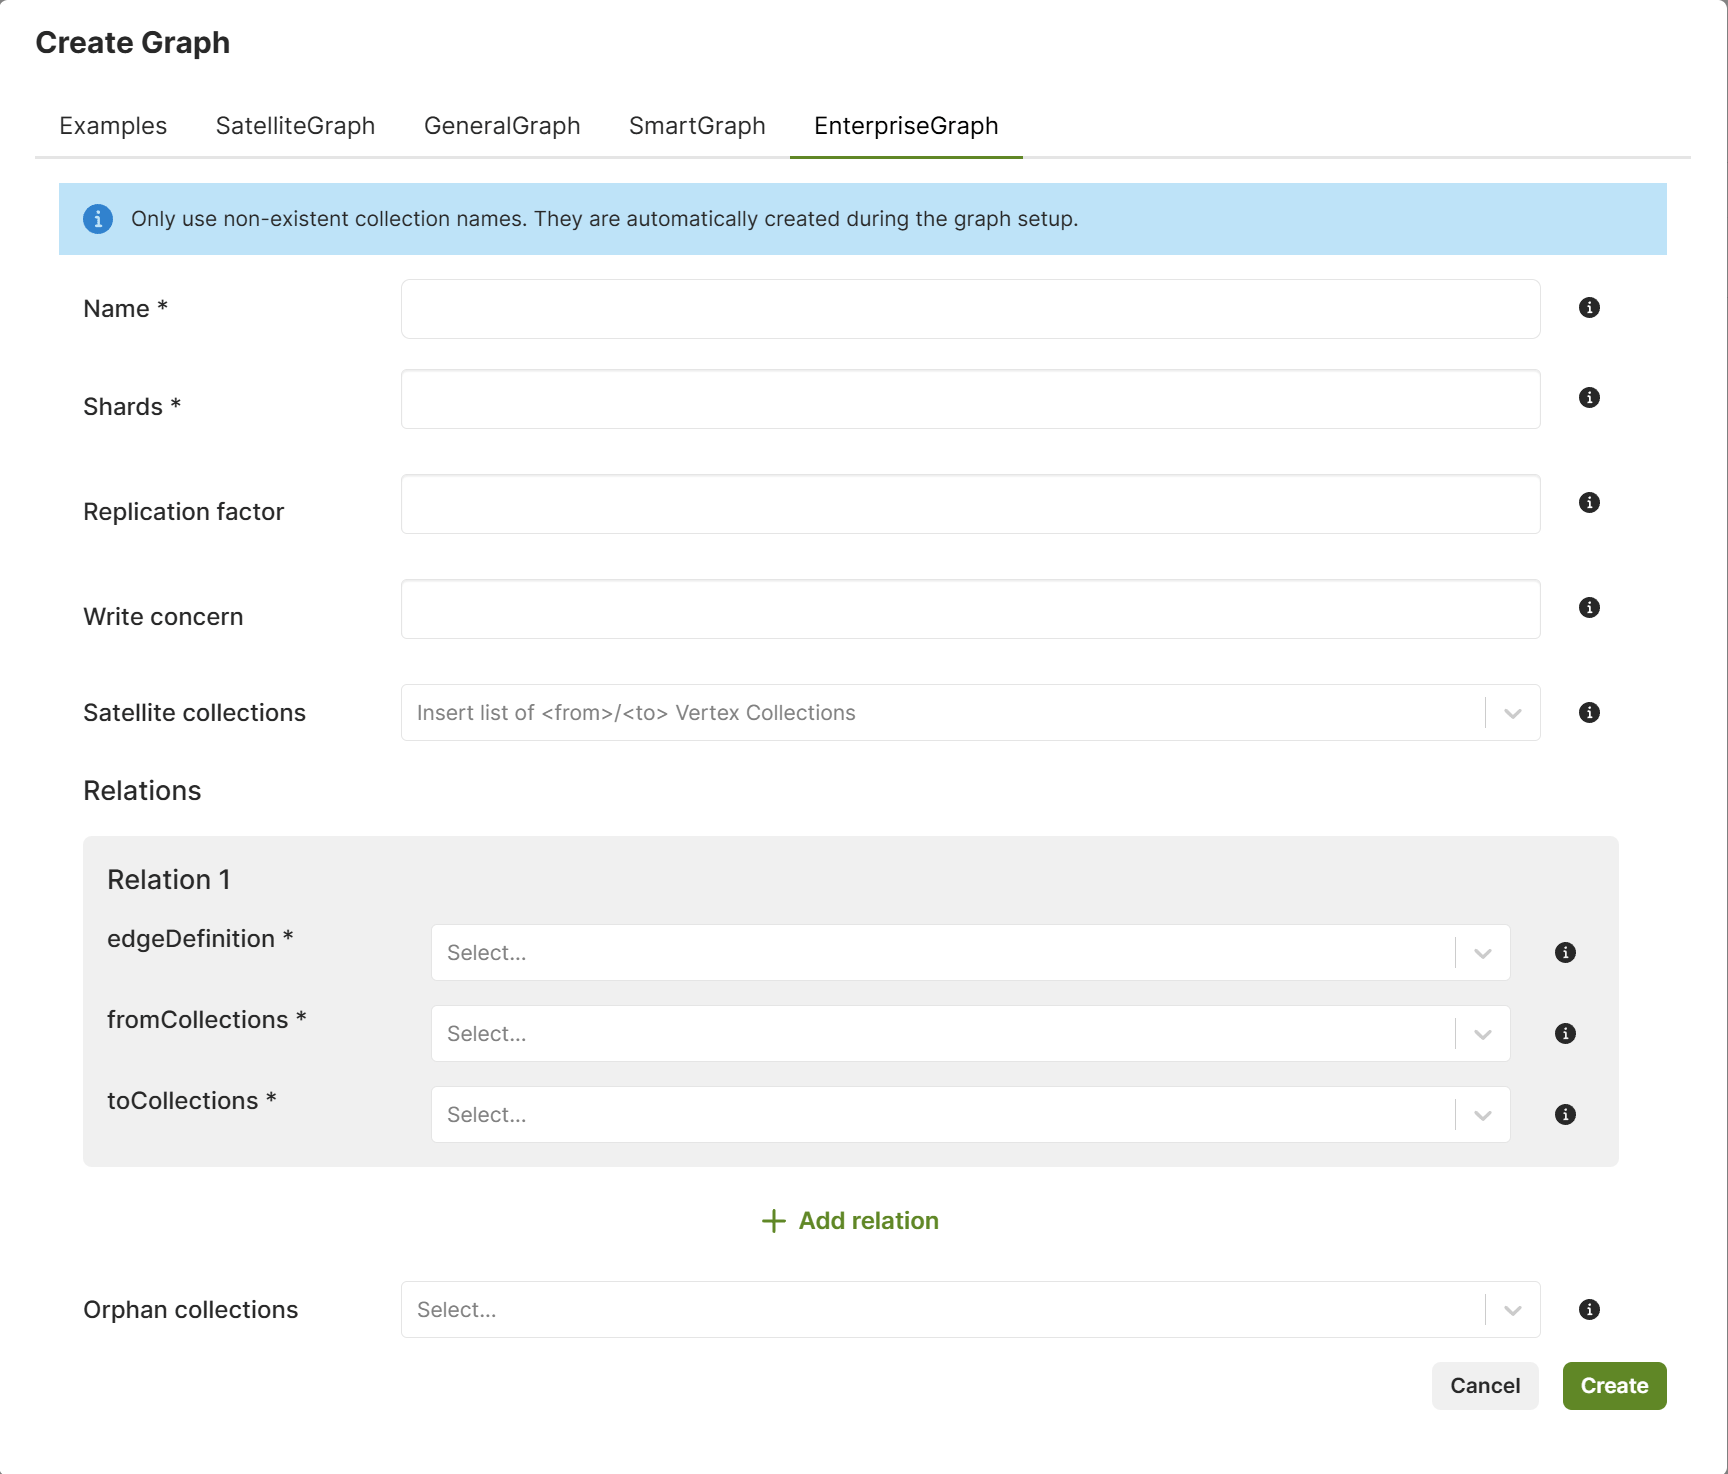 Create Graph
Examples SatelliteGraph GeneralGraph SmartGraph EnterpriseGraph
Only use non-existent collection names. They are automatically created during the graph setup.
Name *
Shards *
Replication factor
Write concern
Satellite collections Insert list of <from>/<to> Vertex Collections
Relations
Relation 1
edgeDefinition * Select...
fromCollections * Select...
toCollections * Select...
Add relation
Orphan collections Select...
Cancel Create